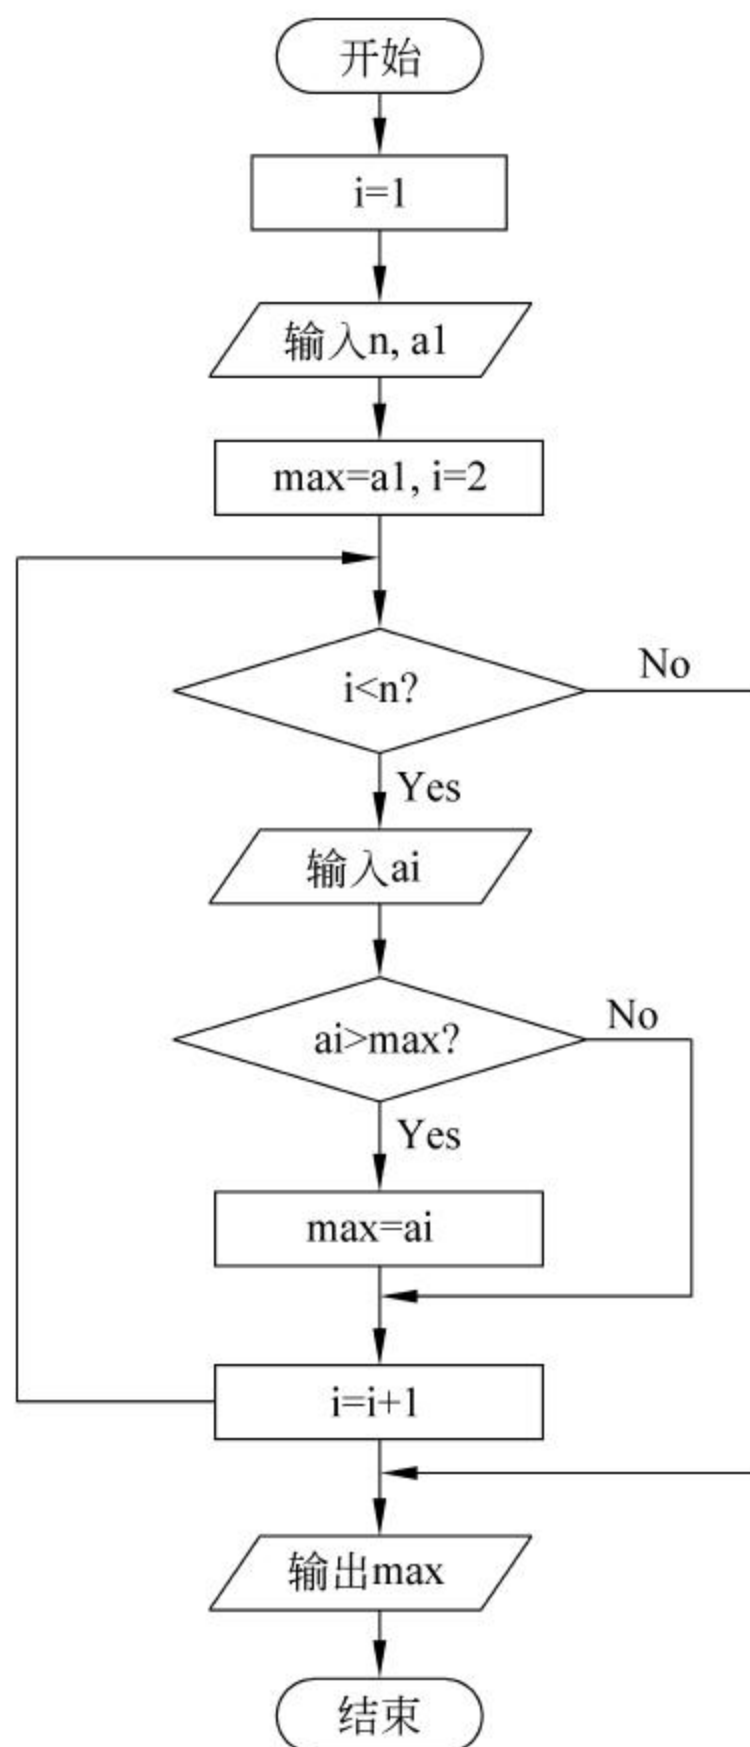 开始
i=1
输入n, a1
max=a1, i=2
i<n?
No
Yes
输入ai
ai>max?
No
Yes
max=ai
i=i+1
输出max
结束